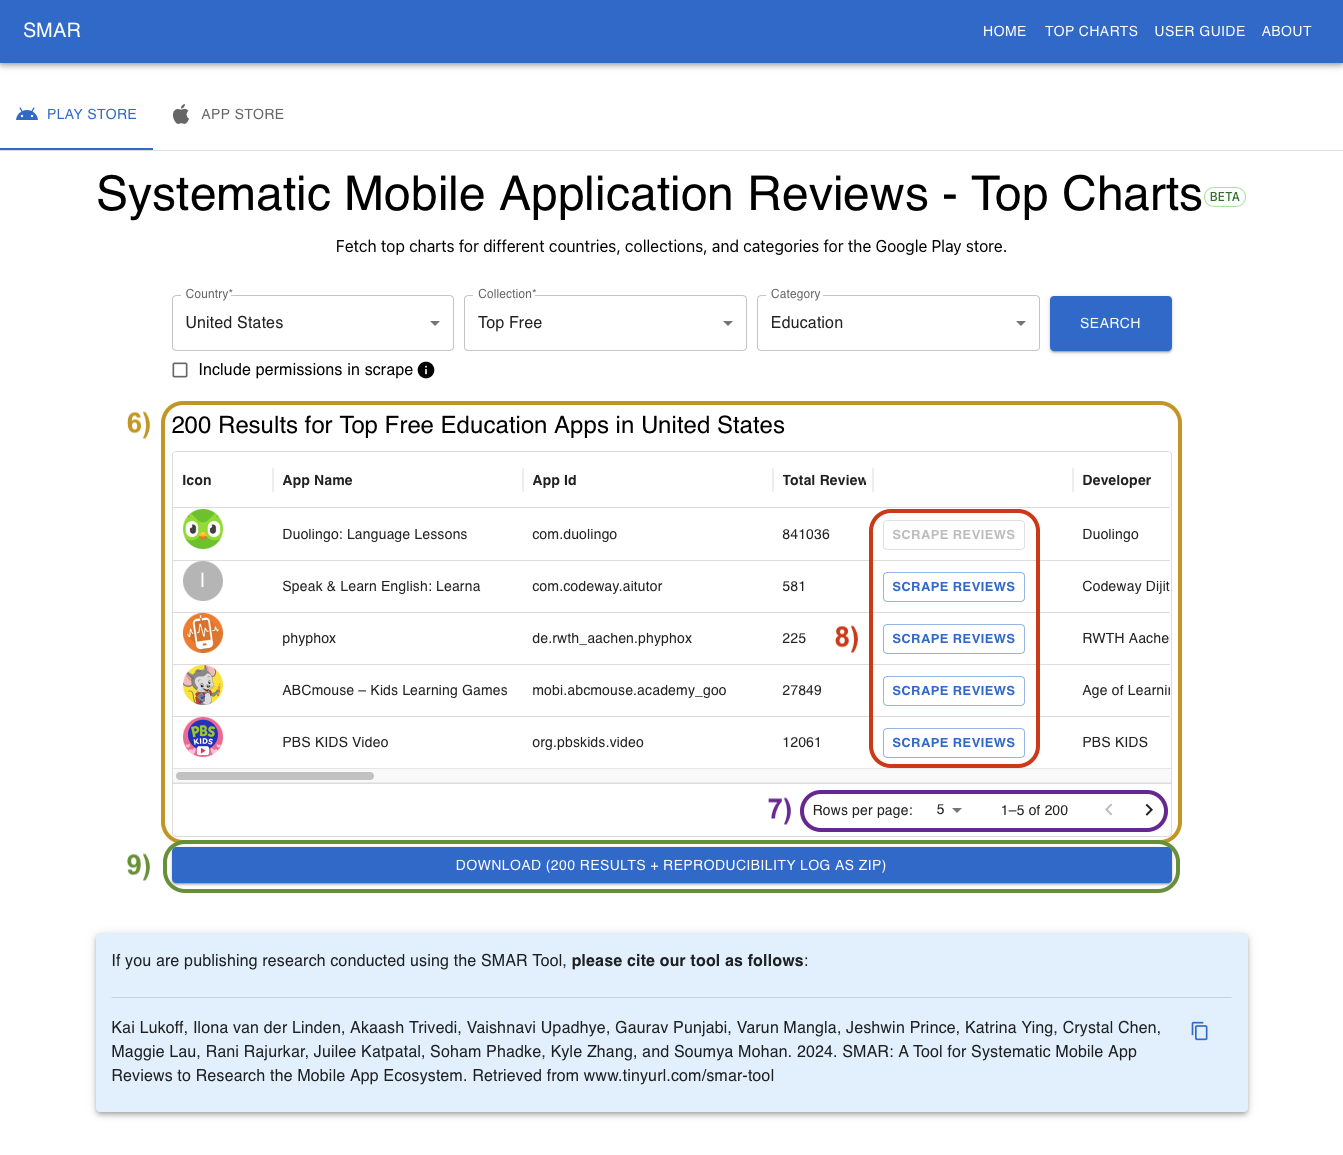 SMAR
HOME TOP CHARTS USER GUIDE ABOUT
PLAY STORE APP STORE
Systematic Mobile Application Reviews - Top Charts BETA
Fetch top charts for different countries, collections, and categories for the Google Play store.
Country* Collection* Category
United States Top Free Education SEARCH
Include permissions in scrape
6)
200 Results for Top Free Education Apps in United States
Icon App Name App Id Total Review Developer
Duolingo: Language Lessons com.duolingo 841036 SCRAPE REVIEWS Duolingo
I Speak & Learn English: Learna com.codeway.aitutor 581 SCRAPE REVIEWS Codeway Dijit
phyphox de.rwth_aachen.phyphox 225 8) SCRAPE REVIEWS RWTH Aache
ABCmouse – Kids Learning Games mobi.abcmouse.academy_goo 27849 SCRAPE REVIEWS Age of Learnin
PBS KIDS PBS KIDS Video org.pbskids.video 12061 SCRAPE REVIEWS PBS KIDS
7) Rows per page: 5 1–5 of 200
9) DOWNLOAD (200 RESULTS + REPRODUCIBILITY LOG AS ZIP)
If you are publishing research conducted using the SMAR Tool, please cite our tool as follows:
Kai Lukoff, Ilona van der Linden, Akaash Trivedi, Vaishnavi Upadhye, Gaurav Punjabi, Varun Mangla, Jeshwin Prince, Katrina Ying, Crystal Chen,
Maggie Lau, Rani Rajurkar, Juilee Katpatal, Soham Phadke, Kyle Zhang, and Soumya Mohan. 2024. SMAR: A Tool for Systematic Mobile App
Reviews to Research the Mobile App Ecosystem. Retrieved from www.tinyurl.com/smar-tool